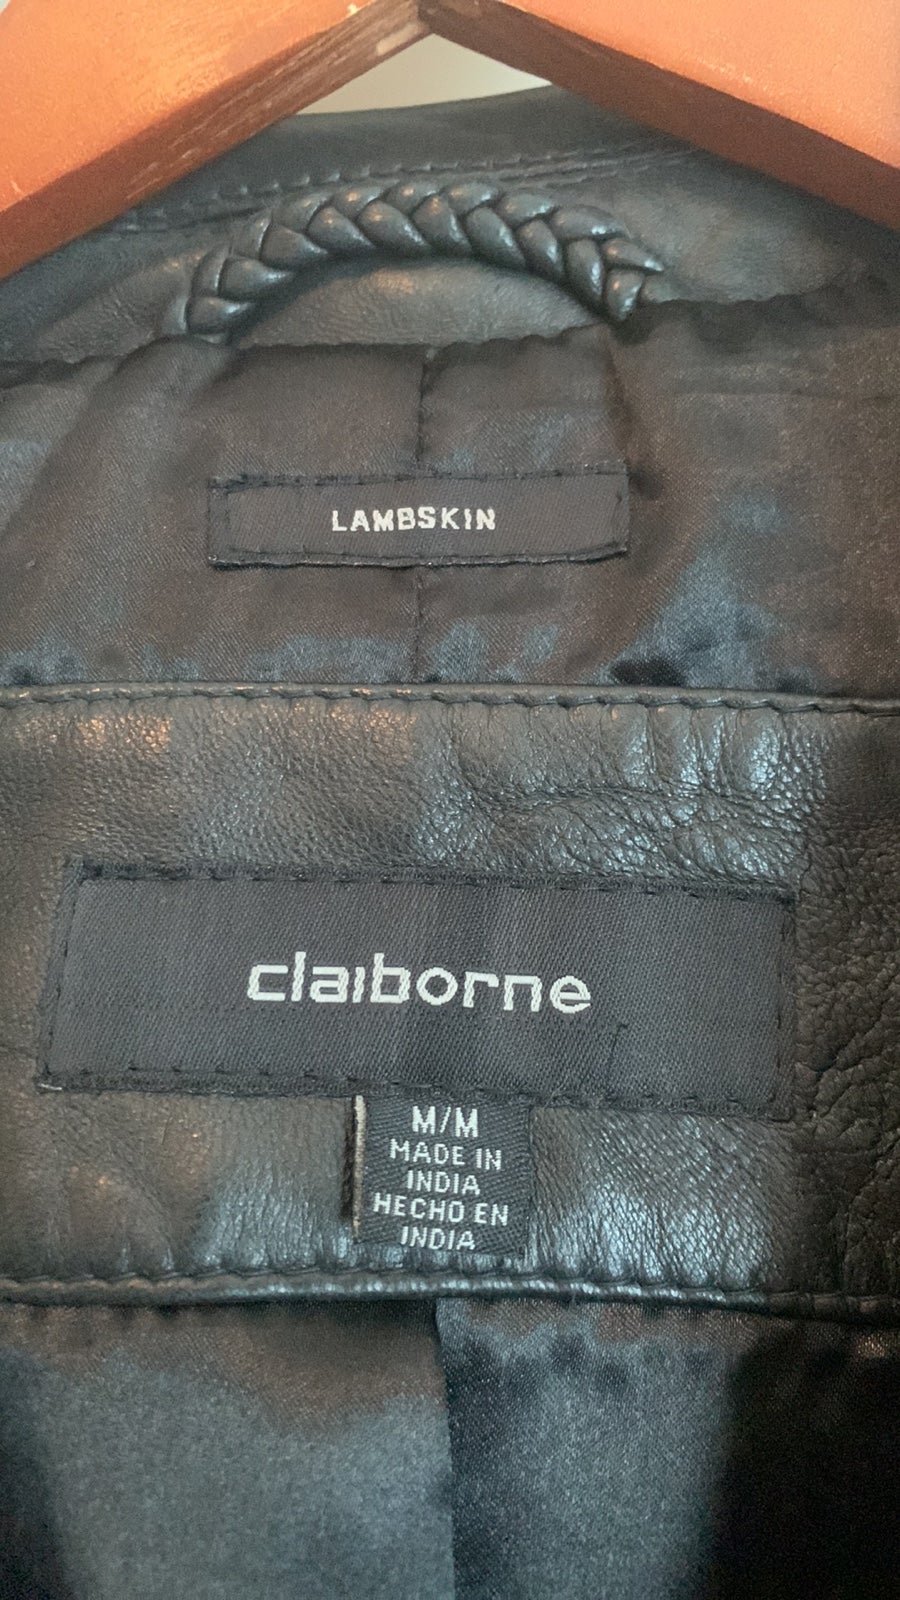 LAMBSKIN
claiborne
M/M
MADE IN
INDIA
HECHO EN
INDIA